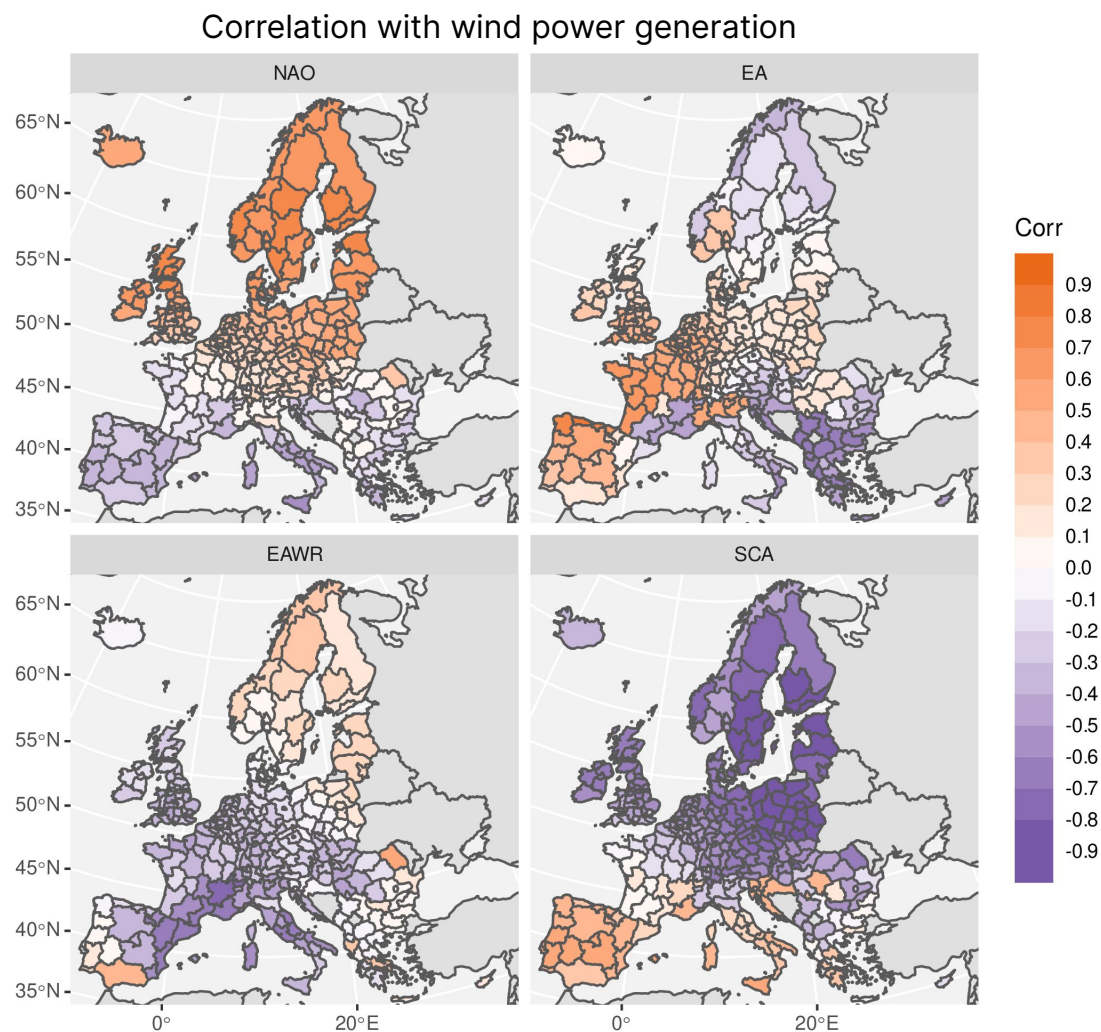 Correlation with wind power generation
NAO
EA
65°N
60°N
55°N
50°N
45°N
40°N
35°N
EAWR
SCA
65°N
60°N
55°N
50°N
45°N
40°N
35°N
0°
20°E
0°
20°E
Corr
0.9
0.8
0.7
0.6
0.5
0.4
0.3
0.2
0.1
0.0
-0.1
-0.2
-0.3
-0.4
-0.5
-0.6
-0.7
-0.8
-0.9